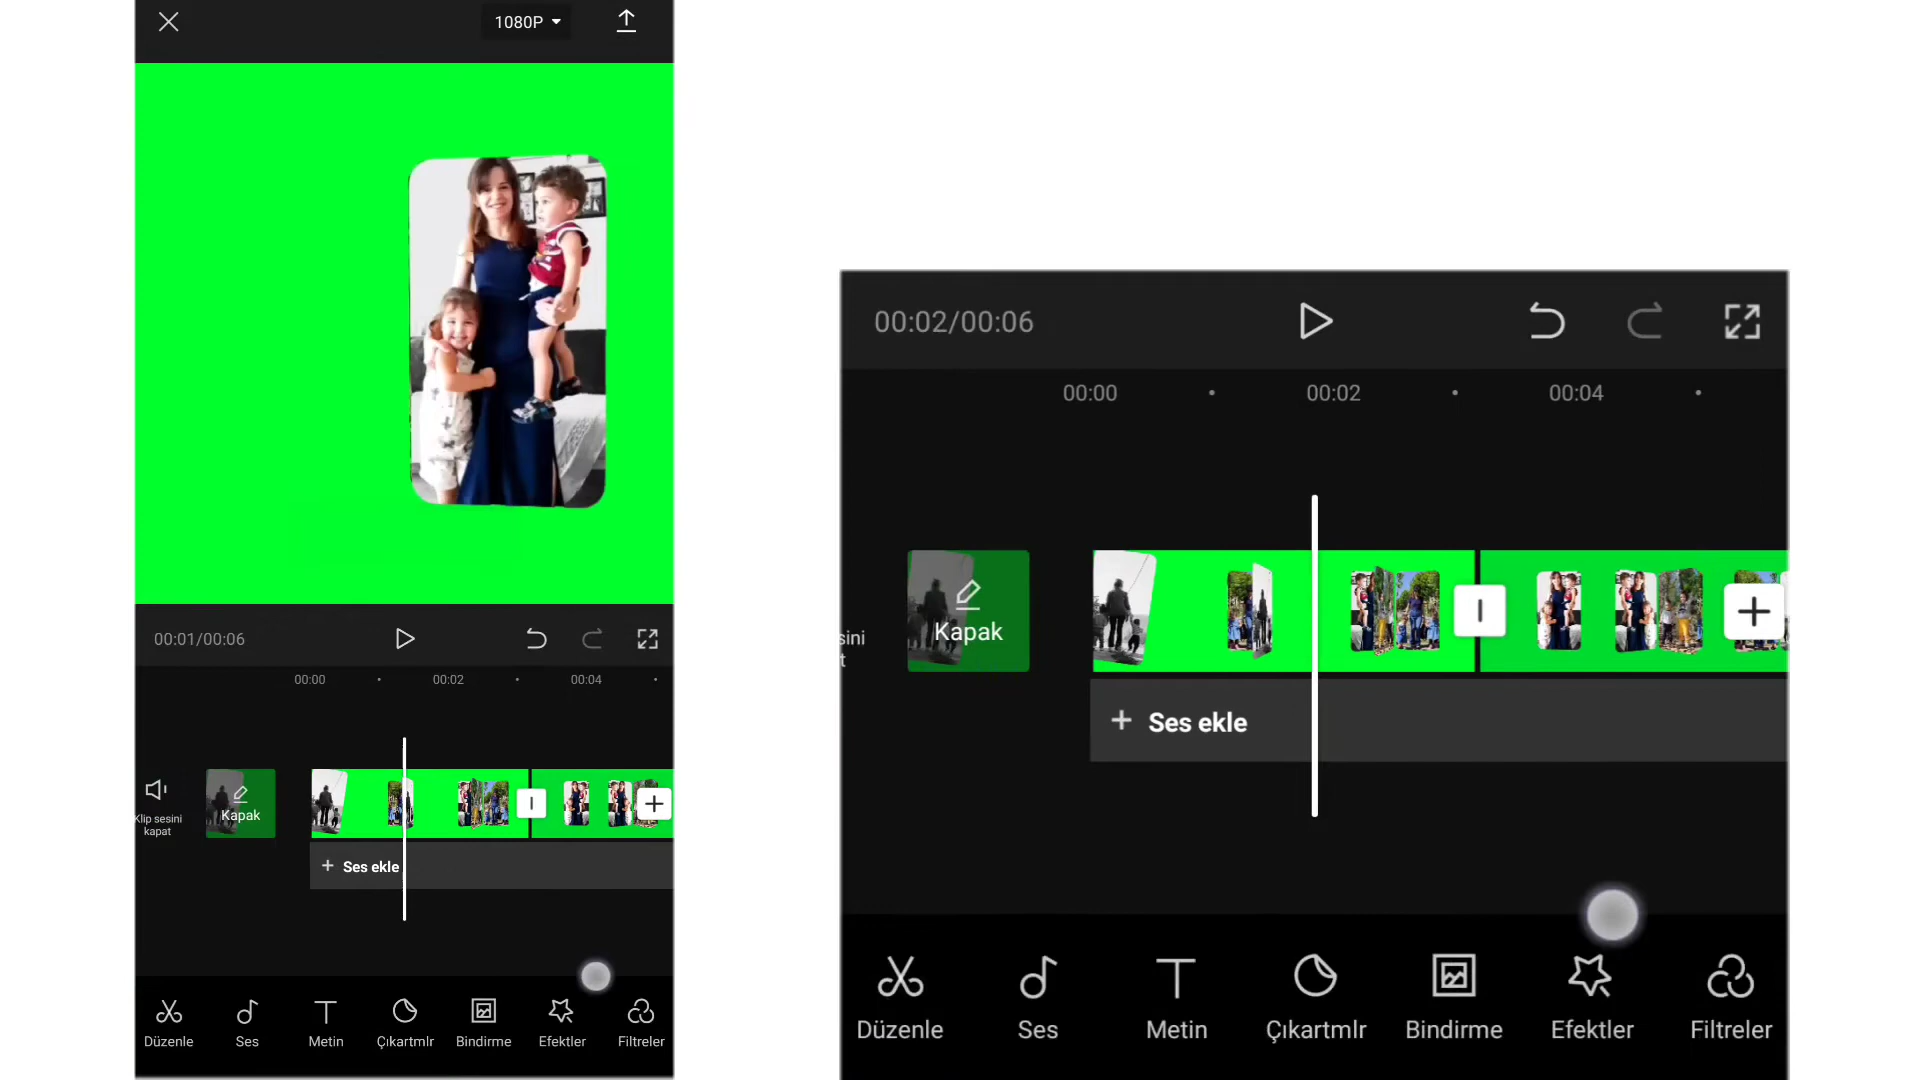 1080P
00:01/00:06
00:00
00:02
00:04
Klip sesini
kapat
Kapak
+ Ses ekle
Düzenle
Ses
Metin
Çıkartmlr
Bindirme
Efektler
Filtreler
00:02/00:06
00:00
00:02
00:04
sini
t
Kapak
+ Ses ekle
Düzenle
Ses
Metin
Çıkartmlr
Bindirme
Efektler
Filtreler